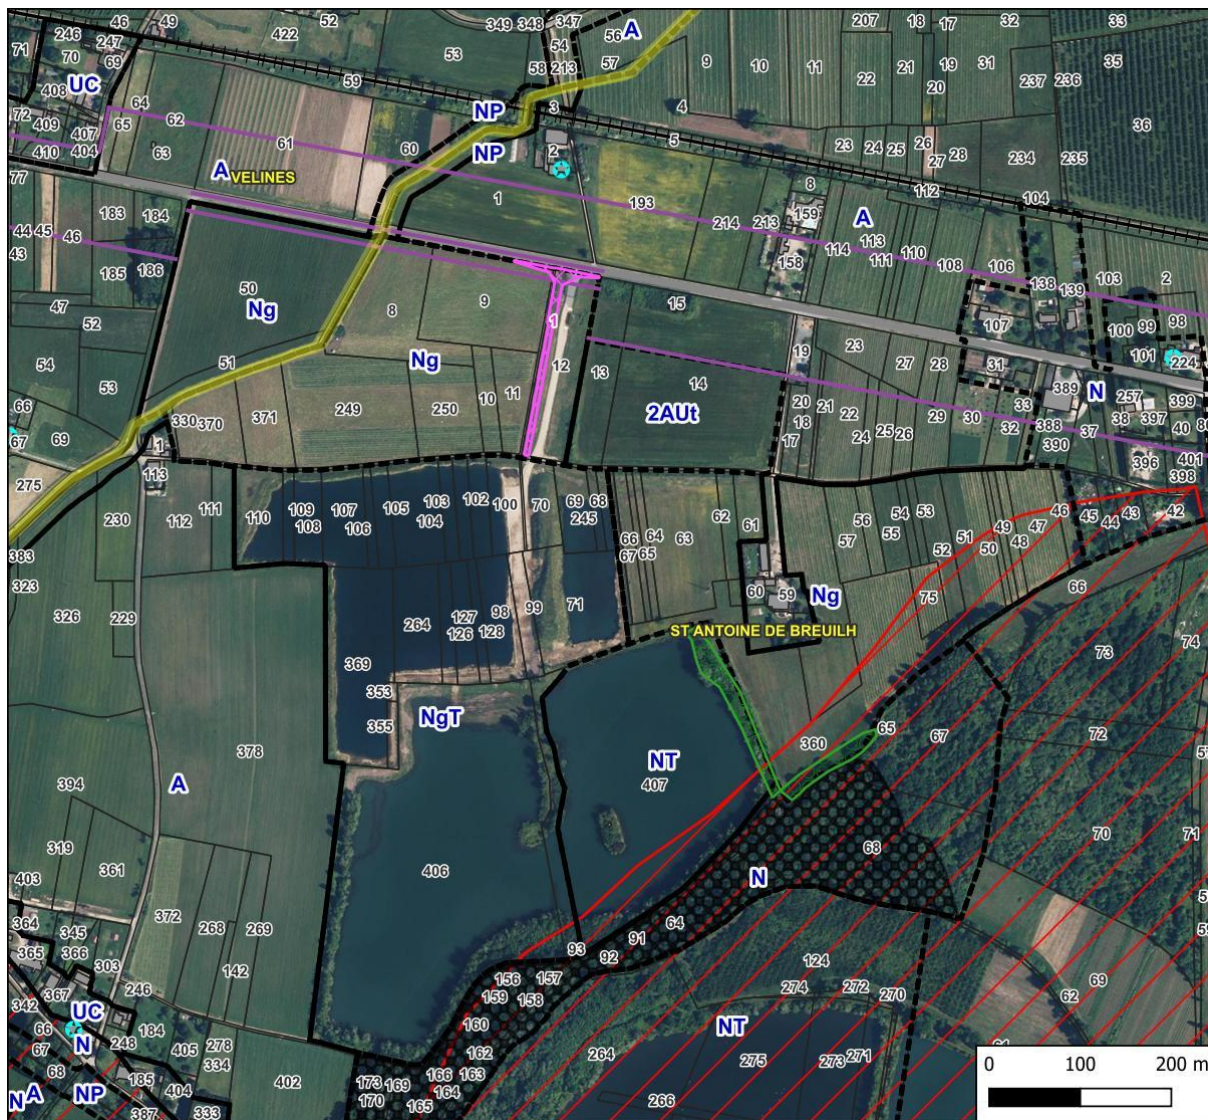 46 49 52 349 348 347 56 A 207 18 17 32 33
71 246 247 422 54 57 9 10 11 22 21 19 31 35
70 69 53 58 213 20 237 236
UC 59 4 36
408 64 NP 3
72 409 407 65 62 61 60 NP 2 5 23 24 25 26 27 28 234 235
410 404 63
77 A VELINES 1 193 8 112 104
183 184 214 213 159 A
44 45 46 114 113 111 110 108 106
43 185 186 158 138 139 103 2
47 50 Ng 8 9 1 15 107 100 99 98
52 51 Ng 12 13 14 19 23 27 28 31 101 224
54 53 10 11 2AUt 20 21 22 29 30 33 389 N 257 399
66 330 370 371 249 250 18 24 25 26 32 388 37 38 397 40
67 69 1 17 390 396 401
275 113 398
230 112 111 110 109 108 107 106 105 104 103 102 100 70 69 68 245 62 61 56 54 53 46 45 43 42
383 66 64 63 57 55 51 49 47 44
323 67 65 52 50 48
326 229 264 127 98 99 71 60 59 Ng 75 66
126 128 ST ANTOINE DE BREUILH 74
369 353 73
355 NgT 65 67 72
378 NT 360
394 A 407
319 361 406 68 70 71
403 N
364 345 372 268 269 64
365 366 303 142 93 92 91 124
367 246 156 157 274 272 270 62 69
342 UC 159 158
66 N 248 184 405 278 160 NT
67 334 162 264 275 273 271
68 185 404 402 173 169 166 163
N A NP 387 333 170 165 164 266
0 100 200 m